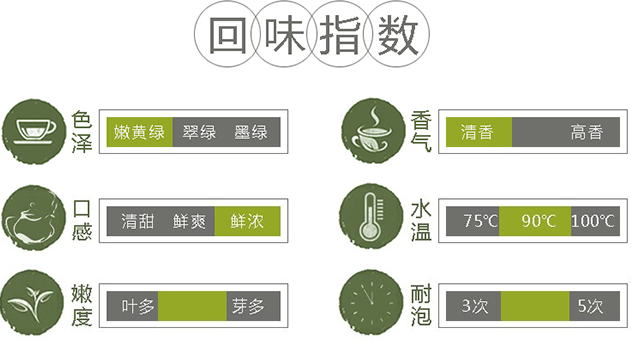 回味指数
色泽 嫩黄绿 翠绿 墨绿
香气 清香 高香
口感 清甜 鲜爽 鲜浓
水温 75℃ 90℃ 100℃
嫩度 叶多 芽多
耐泡 3次 5次